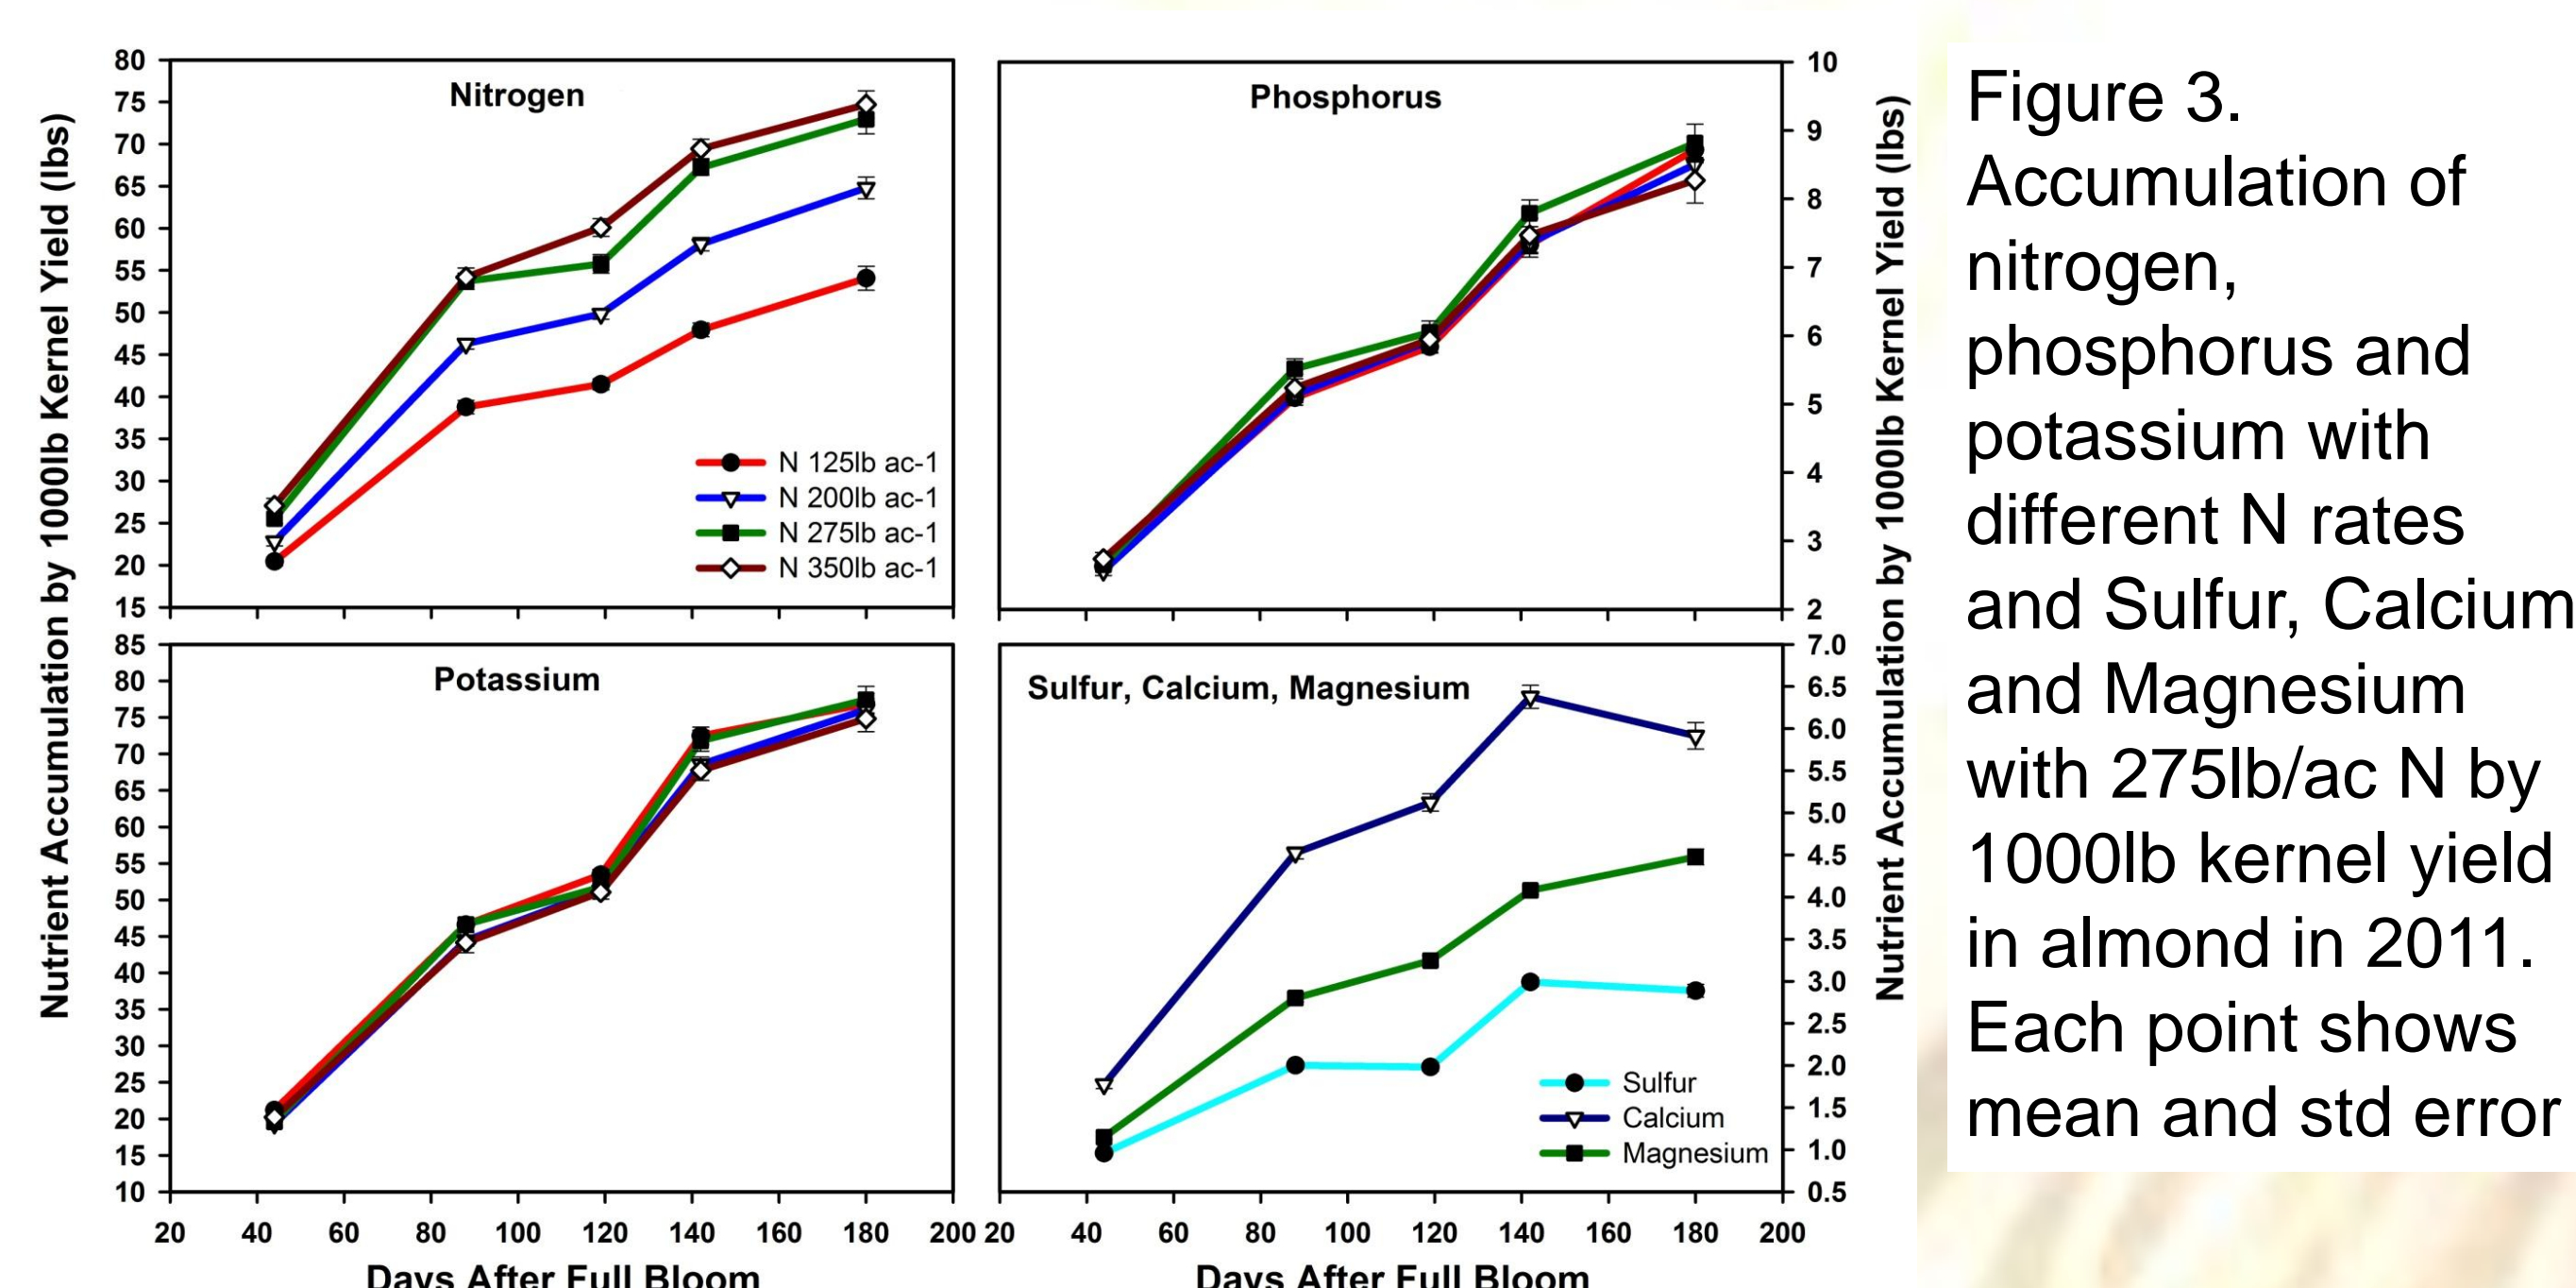 Nutrient Accumulation by 1000lb Kernel Yield (lbs)
Nitrogen
80
75
70
65
60
55
50
45
40
35
30
25
20
15
N 125lb ac-1
N 200lb ac-1
N 275lb ac-1
N 350lb ac-1
Phosphorus
10
9
8
7
6
5
4
3
2
Nutrient Accumulation by 1000lb Kernel Yield (lbs)
Potassium
85
80
75
70
65
60
55
50
45
40
35
30
25
20
15
10
20 40 60 80 100 120 140 160 180 200
Days After Full Bloom
Sulfur, Calcium, Magnesium
7.0
6.5
6.0
5.5
5.0
4.5
4.0
3.5
3.0
2.5
2.0
1.5
1.0
0.5
Sulfur
Calcium
Magnesium
20 40 60 80 100 120 140 160 180 200
Days After Full Bloom
Figure 3.
Accumulation of
nitrogen,
phosphorus and
potassium with
different N rates
and Sulfur, Calcium
and Magnesium
with 275lb/ac N by
1000lb kernel yield
in almond in 2011.
Each point shows
mean and std error